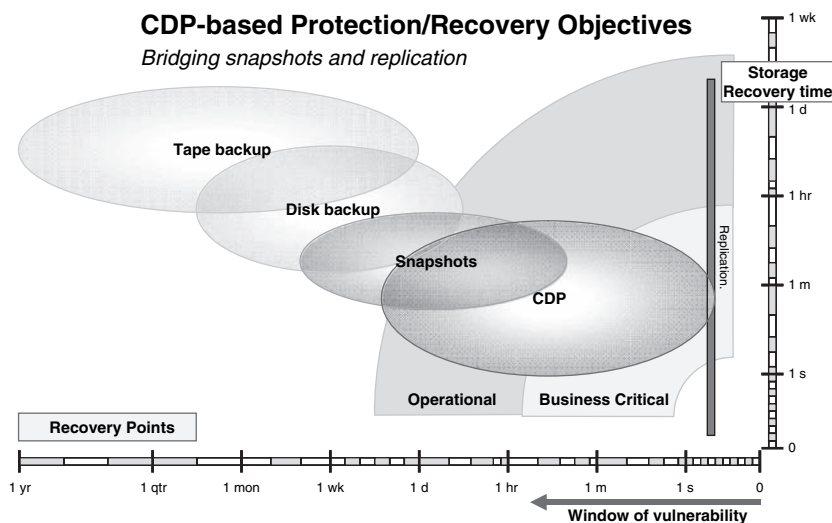 CDP-based Protection/Recovery Objectives
Bridging snapshots and replication
1 wk
Storage
Recovery time
1 d
Tape backup
1 hr
Disk backup
Replication.
Snapshots
1 m
CDP
1 s
Operational
Business Critical
Recovery Points
0
1 yr
1 qtr
1 mon
1 wk
1 d
1 hr
1 m
1 s
0
Window of vulnerability